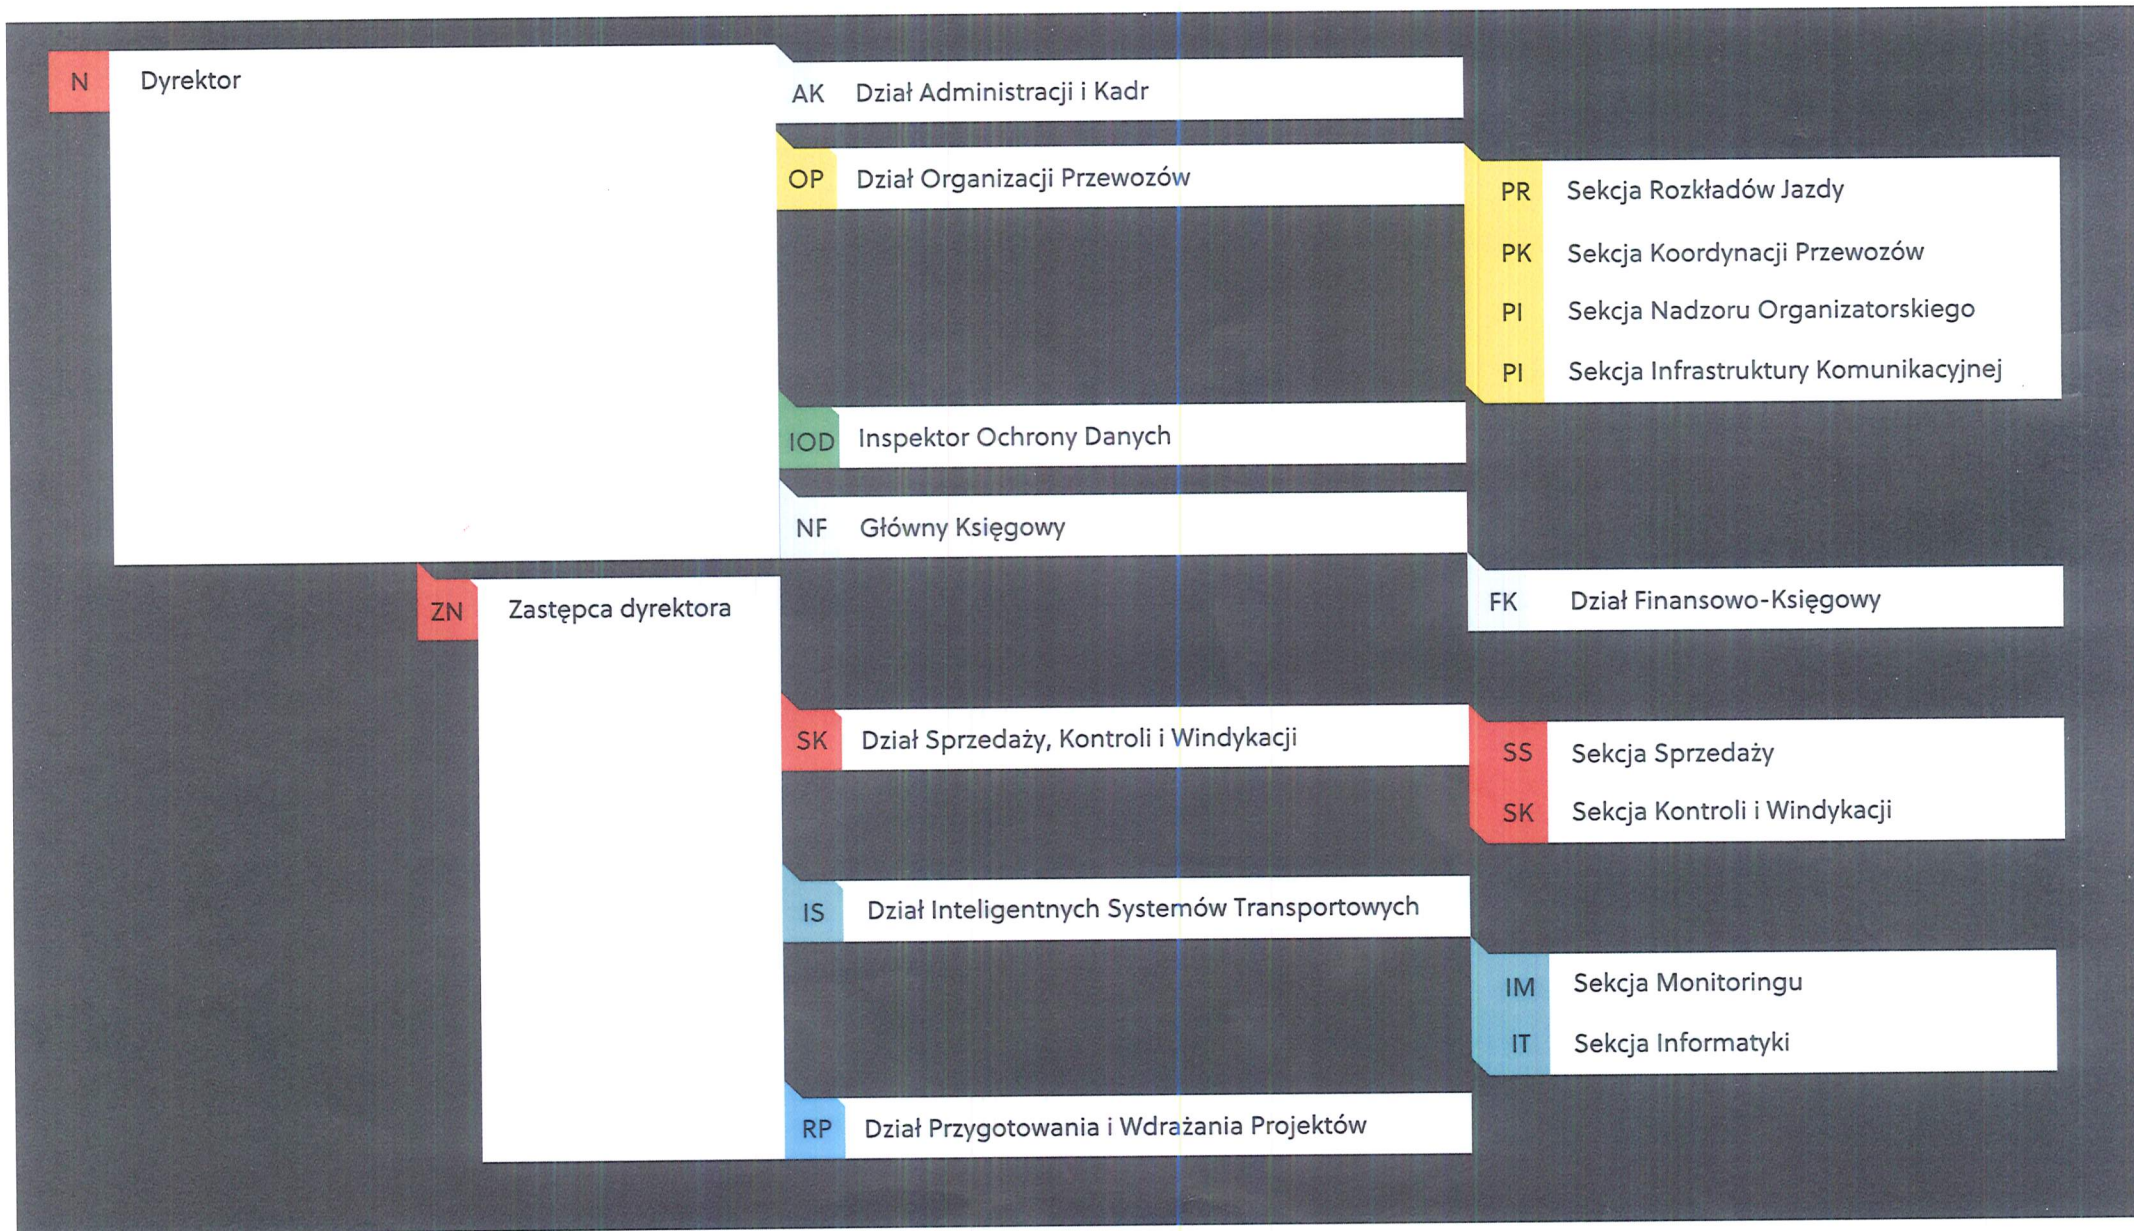 N Dyrektor
AK Dział Administracji i Kadr
OP Dział Organizacji Przewozów
PR Sekcja Rozkładów Jazdy
PK Sekcja Koordynacji Przewozów
PI Sekcja Nadzoru Organizatorskiego
PI Sekcja Infrastruktury Komunikacyjnej
IOD Inspektor Ochrony Danych
NF Główny Księgowy
FK Dział Finansowo-Księgowy
ZN Zastępca dyrektora
SK Dział Sprzedaży, Kontroli i Windykacji
SS Sekcja Sprzedaży
SK Sekcja Kontroli i Windykacji
IS Dział Inteligentnych Systemów Transportowych
IM Sekcja Monitoringu
IT Sekcja Informatyki
RP Dział Przygotowania i Wdrażania Projektów